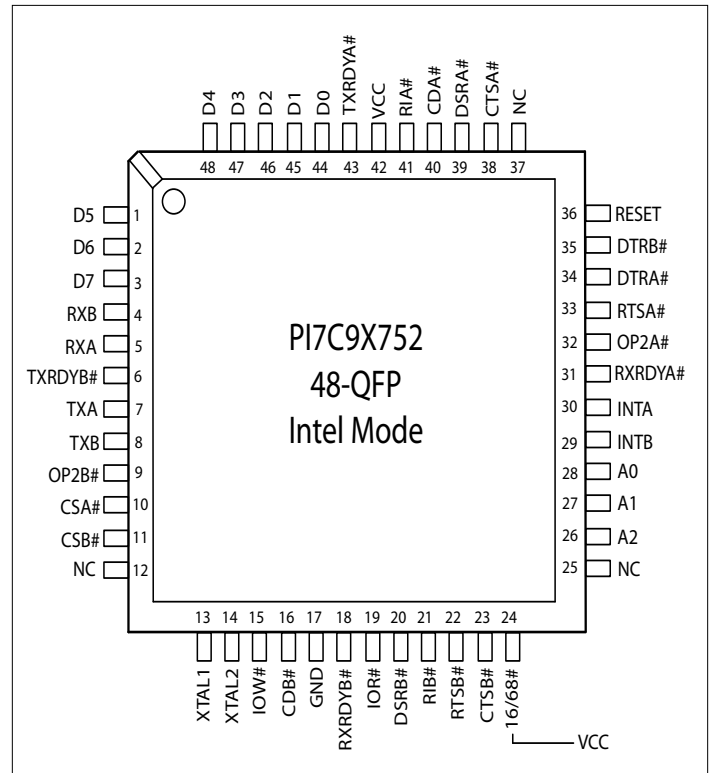 D4 D3 D2 D1 D0 TXRDYA# VCC RIA# CDA# DSRA# CTSA# NC
48 47 46 45 44 43 42 41 40 39 38 37
D5 1
D6 2
D7 3
RXB 4
RXA 5
TXRDYB# 6
TXA 7
TXB 8
OP2B# 9
CSA# 10
CSB# 11
NC 12
PI7C9X752
48-QFP
Intel Mode
36 RESET
35 DTRB#
34 DTRA#
33 RTSA#
32 OP2A#
31 RXRDYA#
30 INTA
29 INTB
28 A0
27 A1
26 A2
25 NC
13 14 15 16 17 18 19 20 21 22 23 24
XTAL1 XTAL2 IOW# CDB# GND RXRDYB# IOR# DSRB# RIB# RTSB# CTSB# 16/68#
VCC